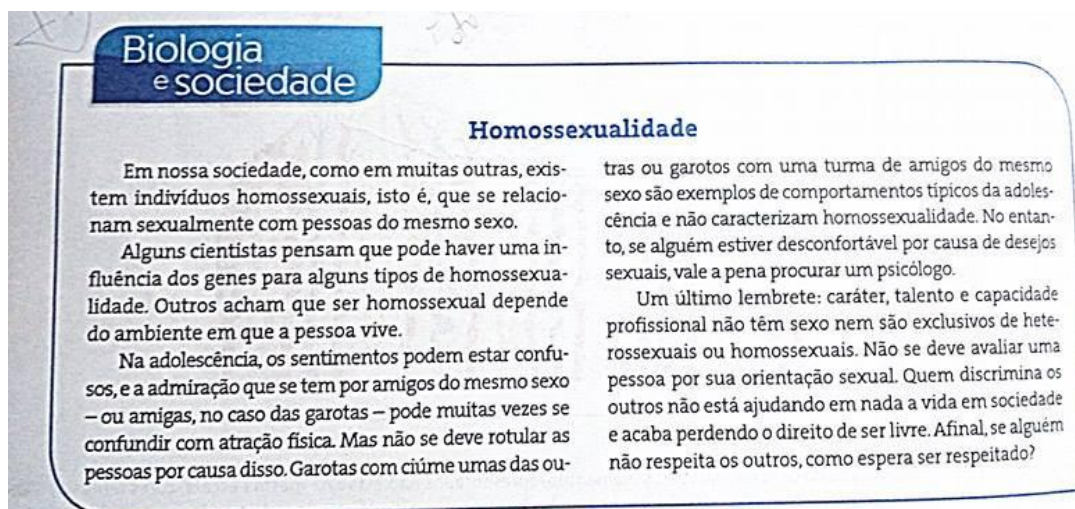 Biologia
e sociedade
Homossexualidade
Em nossa sociedade, como em muitas outras, exis-
tem indivíduos homossexuais, isto é, que se relacio-
nam sexualmente com pessoas do mesmo sexo.
Alguns cientistas pensam que pode haver uma in-
fluência dos genes para alguns tipos de homossexua-
lidade. Outros acham que ser homossexual depende
do ambiente em que a pessoa vive.
Na adolescência, os sentimentos podem estar confu-
sos, e a admiração que se tem por amigos do mesmo sexo
– ou amigas, no caso das garotas – pode muitas vezes se
confundir com atração física. Mas não se deve rotular as
pessoas por causa disso. Garotas com ciúme umas das ou-
tras ou garotos com uma turma de amigos do mesmo
sexo são exemplos de comportamentos típicos da adoles-
cência e não caracterizam homossexualidade. No entan-
to, se alguém estiver desconfortável por causa de desejos
sexuais, vale a pena procurar um psicólogo.
Um último lembrete: caráter, talento e capacidade
profissional não têm sexo nem são exclusivos de hete-
rossexuais ou homossexuais. Não se deve avaliar uma
pessoa por sua orientação sexual. Quem discrimina os
outros não está ajudando em nada a vida em sociedade
e acaba perdendo o direito de ser livre. Afinal, se alguém
não respeita os outros, como espera ser respeitado?